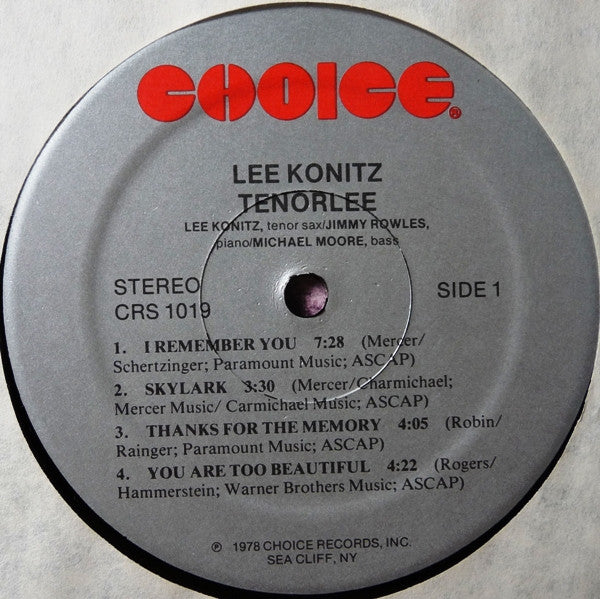 CHOICE®
LEE KONITZ
TENORLEE
LEE KONITZ, tenor sax/JIMMY ROWLES,
piano/MICHAEL MOORE, bass
STEREO
CRS 1019
SIDE 1
1. I REMEMBER YOU 7:28 (Mercer/
Schertzinger; Paramount Music; ASCAP)
2. SKYLARK 3:30 (Mercer/Charmichael;
Mercer Music/ Carmichael Music; ASCAP)
3. THANKS FOR THE MEMORY 4:05 (Robin/
Rainger; Paramount Music; ASCAP)
4. YOU ARE TOO BEAUTIFUL 4:22 (Rogers/
Hammerstein; Warner Brothers Music; ASCAP)
℗ 1978 CHOICE RECORDS, INC.
SEA CLIFF, NY